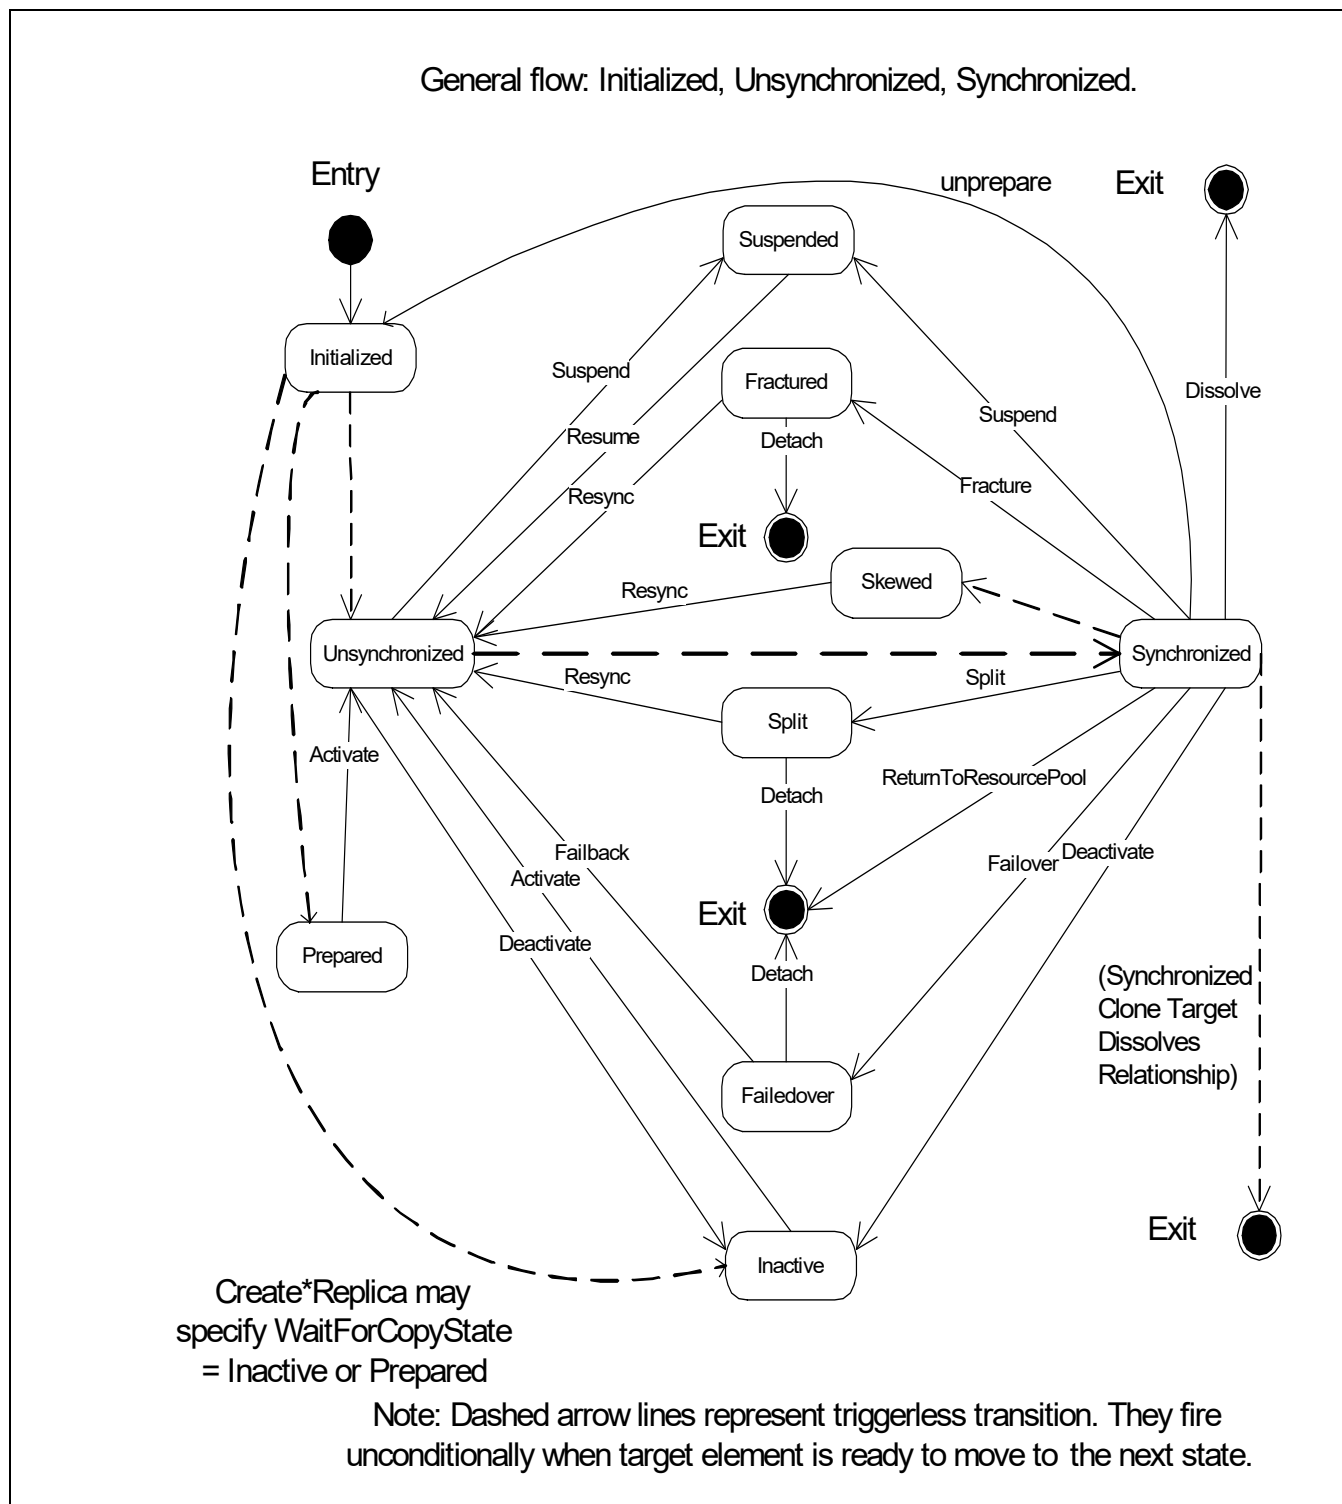 General flow: Initialized, Unsynchronized, Synchronized.
Entry
unprepare
Exit
Suspended
Initialized
Suspend
Fractured
Dissolve
Suspend
Resume
Detach
Resync
Fracture
Exit
Skewed
Resync
Unsynchronized
Synchronized
Resync
Split
Split
Activate
ReturnToResourcePool
Detach
Failback
Activate
Failover
Deactivate
Exit
Deactivate
Prepared
Detach
(Synchronized
Clone Target
Dissolves
Relationship)
Failedover
Exit
Inactive
Create*Replica may
specify WaitForCopyState
= Inactive or Prepared
Note: Dashed arrow lines represent triggerless transition. They fire
unconditionally when target element is ready to move to the next state.